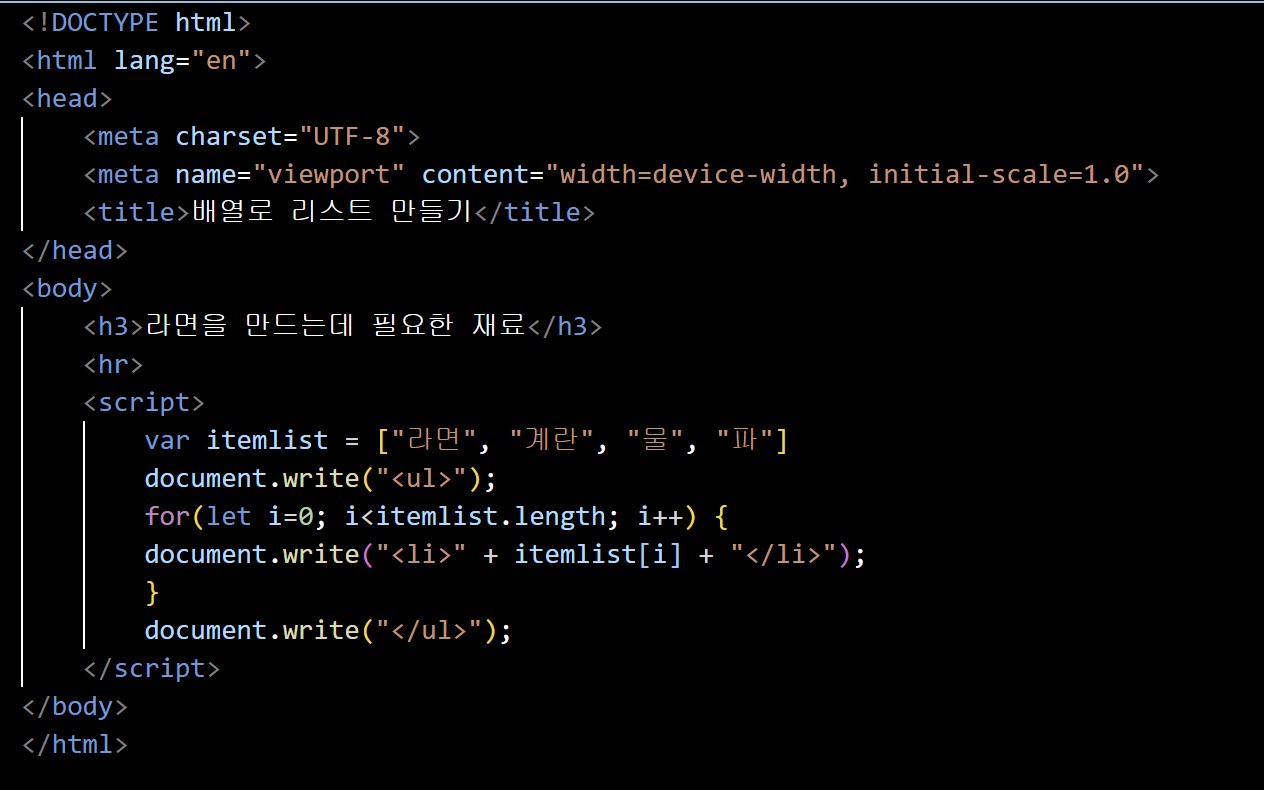 <!DOCTYPE html>
<html lang="en">
<head>
    <meta charset="UTF-8">
    <meta name="viewport" content="width=device-width, initial-scale=1.0">
    <title>배열로 리스트 만들기</title>
</head>
<body>
    <h3>라면을 만드는데 필요한 재료</h3>
    <hr>
    <script>
        var itemlist = ["라면", "계란", "물", "파"]
        document.write("<ul>");
        for(let i=0; i<itemlist.length; i++) {
        document.write("<li>" + itemlist[i] + "</li>");
        }
        document.write("</ul>");
    </script>
</body>
</html>